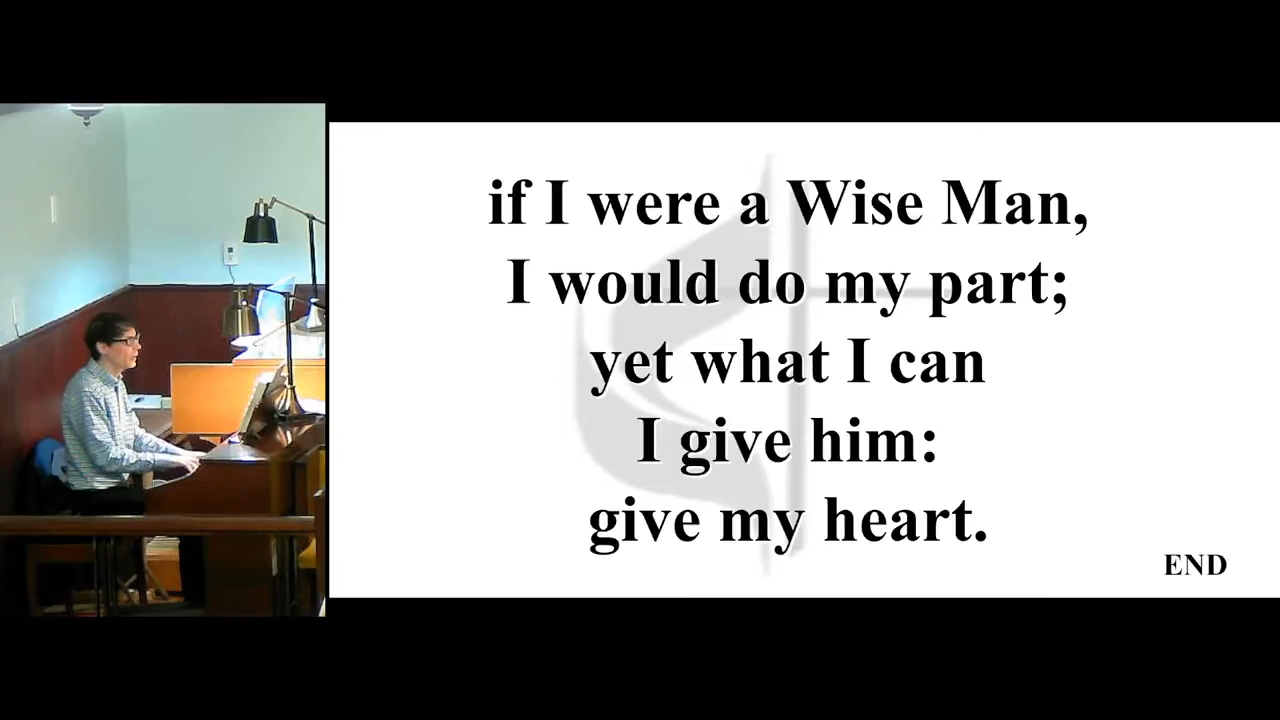 if I were a Wise Man,
I would do my part;
yet what I can
I give him:
give my heart.
END